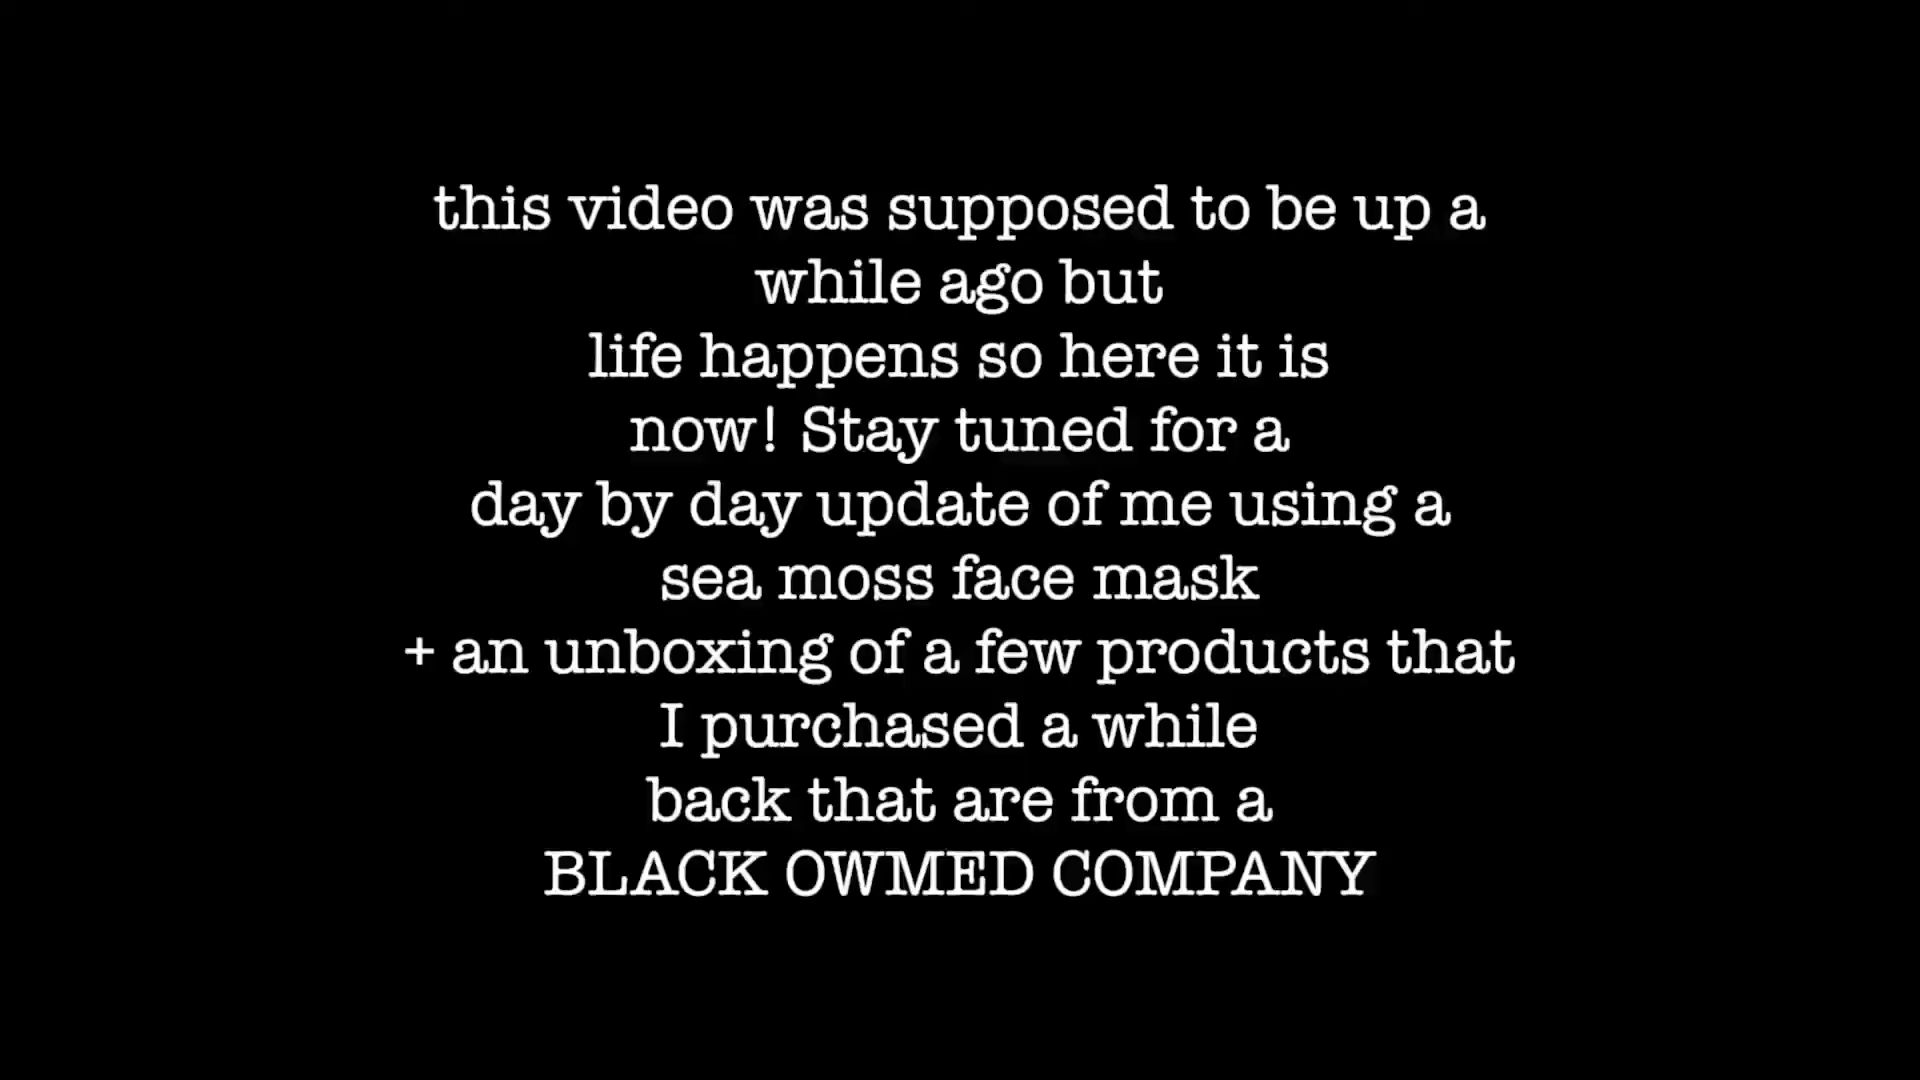 this video was supposed to be up a
while ago but
life happens so here it is
now! Stay tuned for a
day by day update of me using a
sea moss face mask
+ an unboxing of a few products that
I purchased a while
back that are from a
BLACK OWMED COMPANY